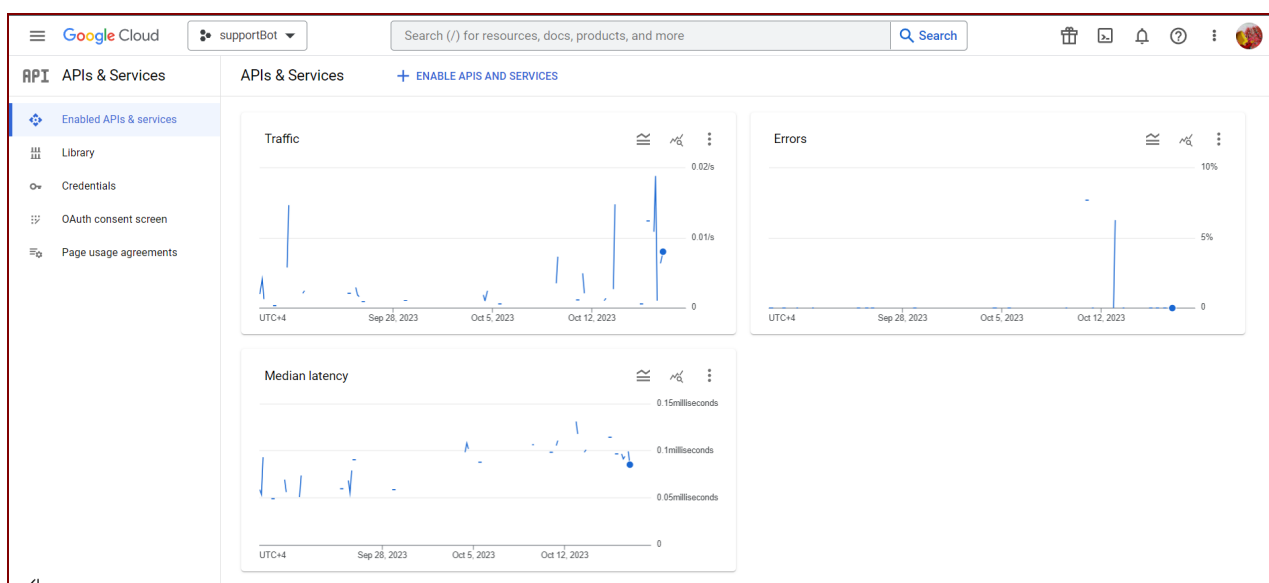 Google Cloud
supportBot
Search (/) for resources, docs, products, and more
Search
API APIs & Services
APIs & Services
+ ENABLE APIS AND SERVICES
Enabled APIs & services
Library
Credentials
OAuth consent screen
Page usage agreements
Traffic
0.02/s
0.01/s
0
UTC+4
Sep 28, 2023
Oct 5, 2023
Oct 12, 2023
Errors
10%
5%
0
UTC+4
Sep 28, 2023
Oct 5, 2023
Oct 12, 2023
Median latency
0.15milliseconds
0.1milliseconds
0.05milliseconds
0
UTC+4
Sep 28, 2023
Oct 5, 2023
Oct 12, 2023